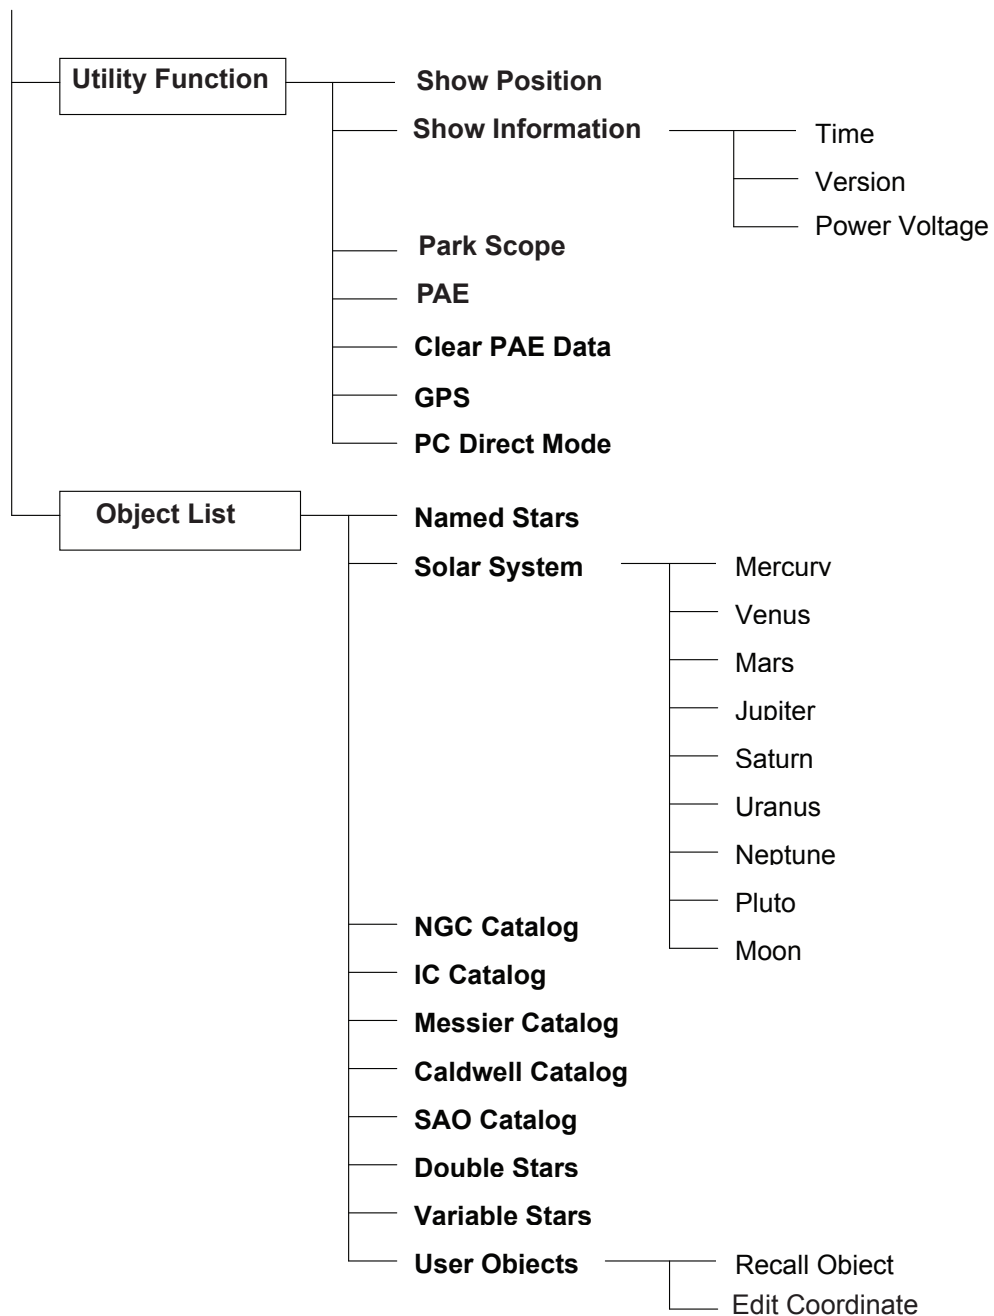 Utility Function
Show Position
Show Information
Time
Version
Power Voltage
Park Scope
PAE
Clear PAE Data
GPS
PC Direct Mode
Object List
Named Stars
Solar System
Mercury
Venus
Mars
Jupiter
Saturn
Uranus
Neptune
Pluto
Moon
NGC Catalog
IC Catalog
Messier Catalog
Caldwell Catalog
SAO Catalog
Double Stars
Variable Stars
User Objects
Recall Object
Edit Coordinate